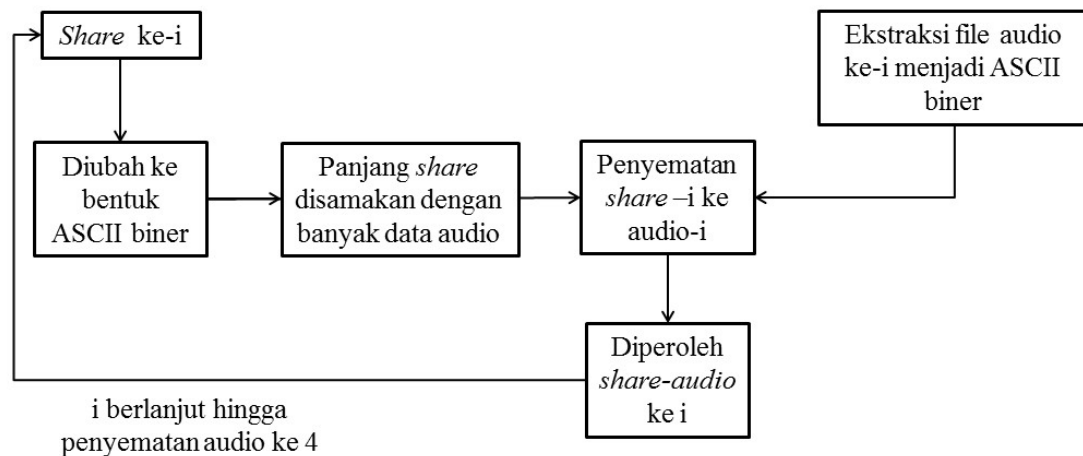 Share ke-i
Ekstraksi file audio
ke-i menjadi ASCII
biner
Diubah ke
bentuk
ASCII biner
Panjang share
disamakan dengan
banyak data audio
Penyematan
share –i ke
audio-i
Diperoleh
share-audio
ke i
i berlanjut hingga
penyematan audio ke 4